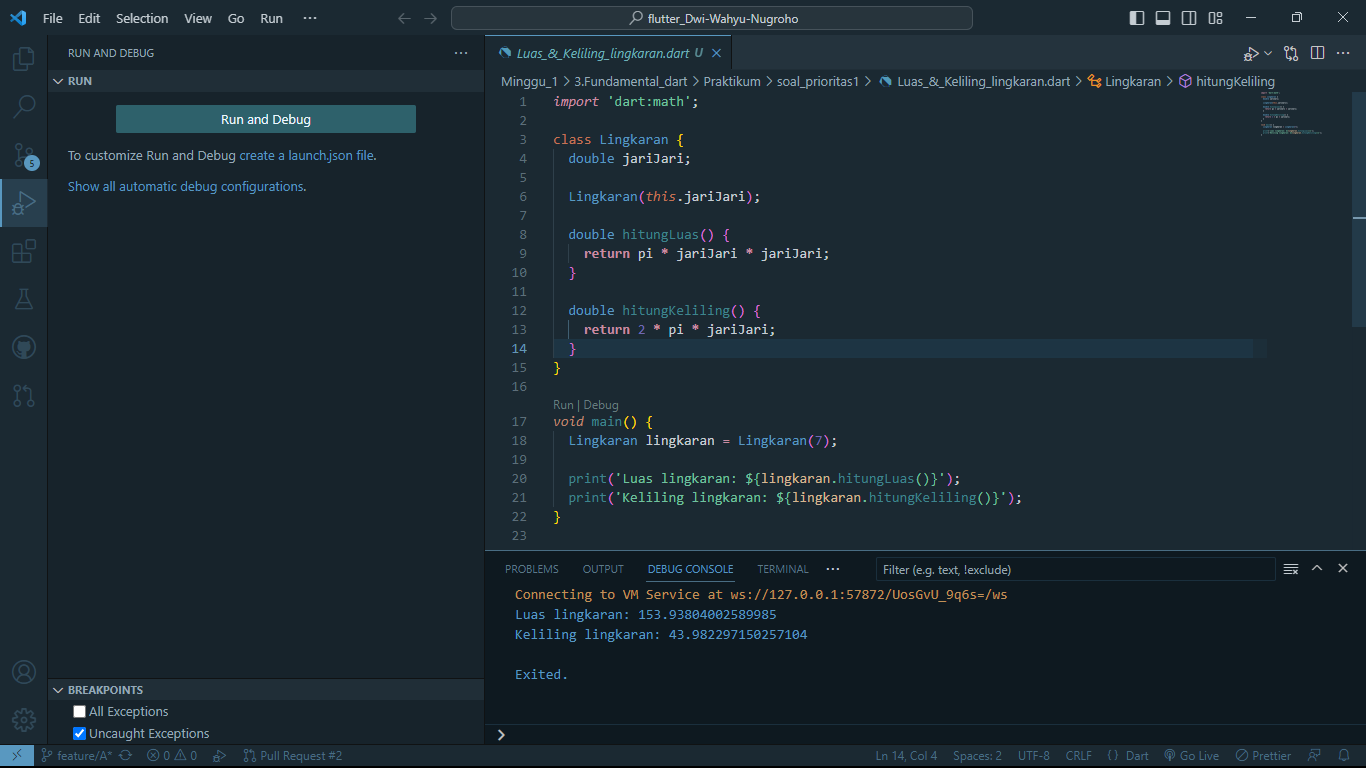 File Edit Selection View Go Run ···
flutter_Dwi-Wahyu-Nugroho
RUN AND DEBUG ···
RUN
Run and Debug
To customize Run and Debug create a launch.json file.
Show all automatic debug configurations.
5
BREAKPOINTS
All Exceptions
Uncaught Exceptions
Luas_&_Keliling_lingkaran.dart U
Minggu_1 > 3.Fundamental_dart > Praktikum > soal_prioritas1 > Luas_&_Keliling_lingkaran.dart > Lingkaran > hitungKeliling
1 import 'dart:math';
2
3 class Lingkaran {
4 double jariJari;
5
6 Lingkaran(this.jariJari);
7
8 double hitungLuas() {
9 return pi * jariJari * jariJari;
10 }
11
12 double hitungKeliling() {
13 return 2 * pi * jariJari;
14 }
15 }
16
Run | Debug
17 void main() {
18 Lingkaran lingkaran = Lingkaran(7);
19
20 print('Luas lingkaran: ${lingkaran.hitungLuas()}');
21 print('Keliling lingkaran: ${lingkaran.hitungKeliling()}');
22 }
23
PROBLEMS OUTPUT DEBUG CONSOLE TERMINAL ··· Filter (e.g. text, !exclude)
Connecting to VM Service at ws://127.0.0.1:57872/UosGvU_9q6s=/ws
Luas lingkaran: 153.93804002589985
Keliling lingkaran: 43.982297150257104
Exited.
feature/A* 0 0 Pull Request #2 Ln 14, Col 4 Spaces: 2 UTF-8 CRLF {} Dart Go Live Prettier